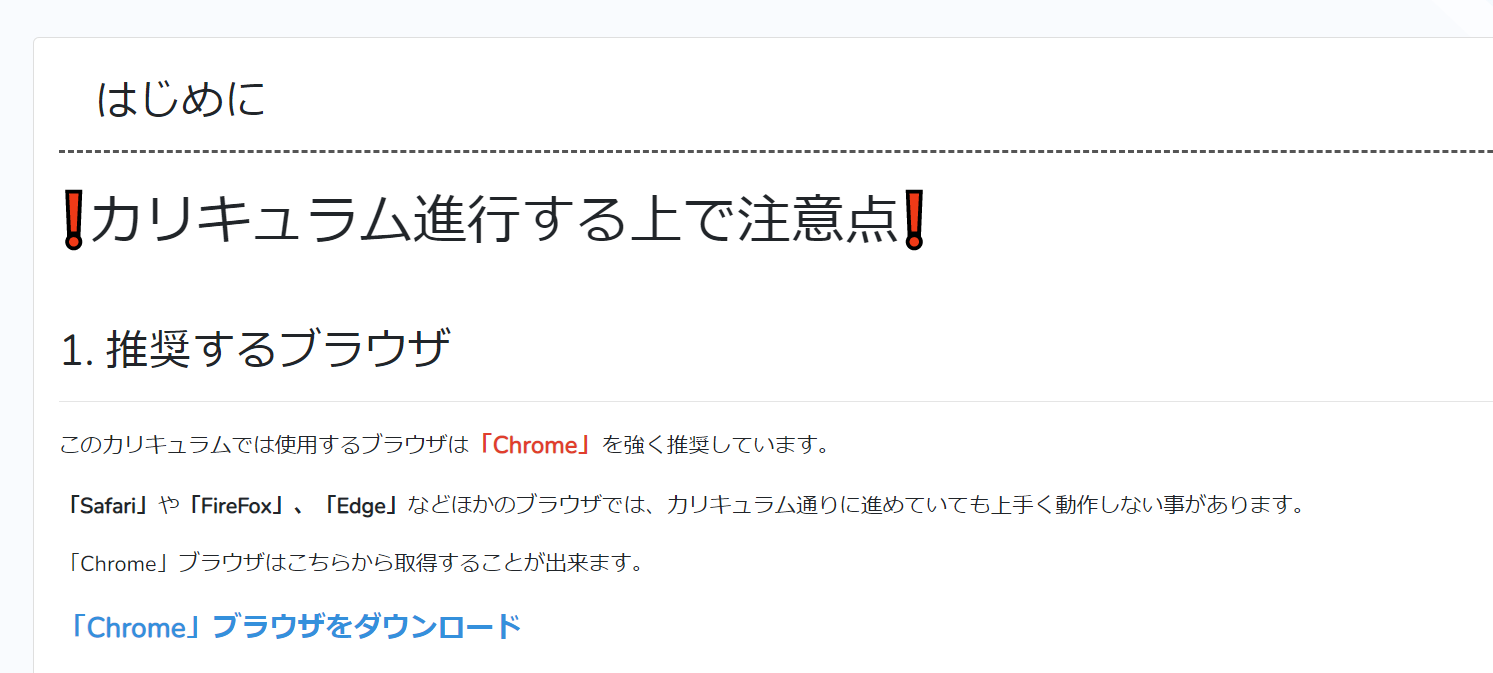 はじめに
❗カリキュラム進行する上で注意点❗
1. 推奨するブラウザ
このカリキュラムでは使用するブラウザは「Chrome」を強く推奨しています。
「Safari」や「FireFox」、「Edge」などほかのブラウザでは、カリキュラム通りに進めていても上手く動作しない事があります。
「Chrome」ブラウザはこちらから取得することが出来ます。
「Chrome」ブラウザをダウンロード